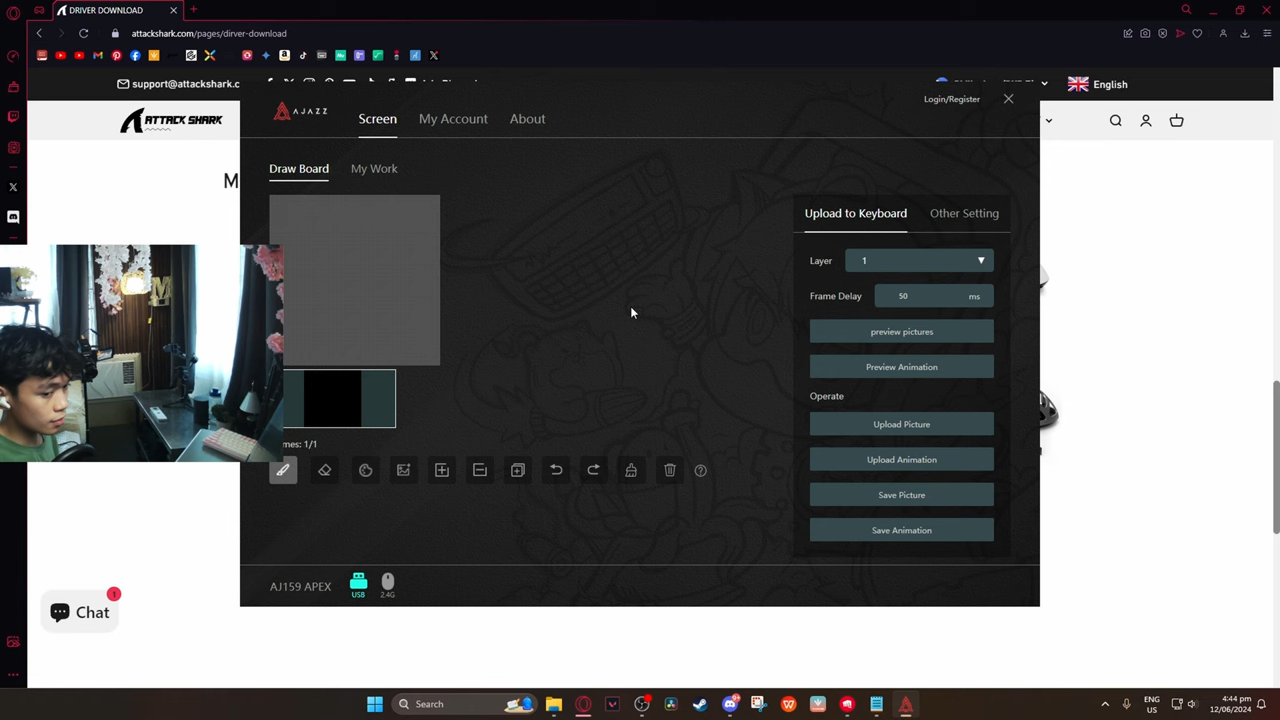 DRIVER DOWNLOAD
attackshark.com/pages/dirver-download
support@attackshark.c
English
ATTACK SHARK
M
AJAZZ
Screen
My Account
About
Login/Register
Draw Board
My Work
Upload to Keyboard
Other Setting
Layer
1
Frame Delay
50
ms
preview pictures
Preview Animation
Operate
Upload Picture
Upload Animation
Save Picture
Save Animation
mes: 1/1
AJ159 APEX
USB
2.4G
Chat
1
Search
ENG
US
4:44 pm
12/06/2024